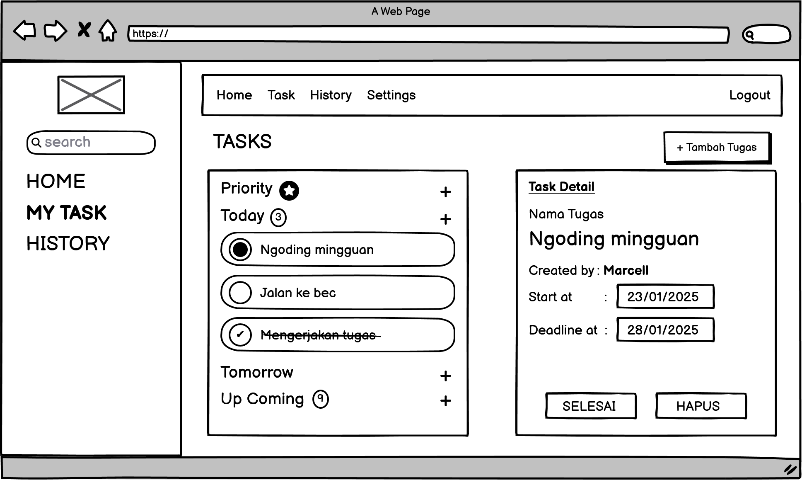 A Web Page
https://
search
HOME
MY TASK
HISTORY
Home Task History Settings Logout
TASKS
+ Tambah Tugas
Priority
Today 3
Ngoding mingguan
Jalan ke bec
Mengerjakan tugas
Tomorrow
Up Coming 9
Task Detail
Nama Tugas
Ngoding mingguan
Created by : Marcell
Start at : 23/01/2025
Deadline at : 28/01/2025
SELESAI HAPUS